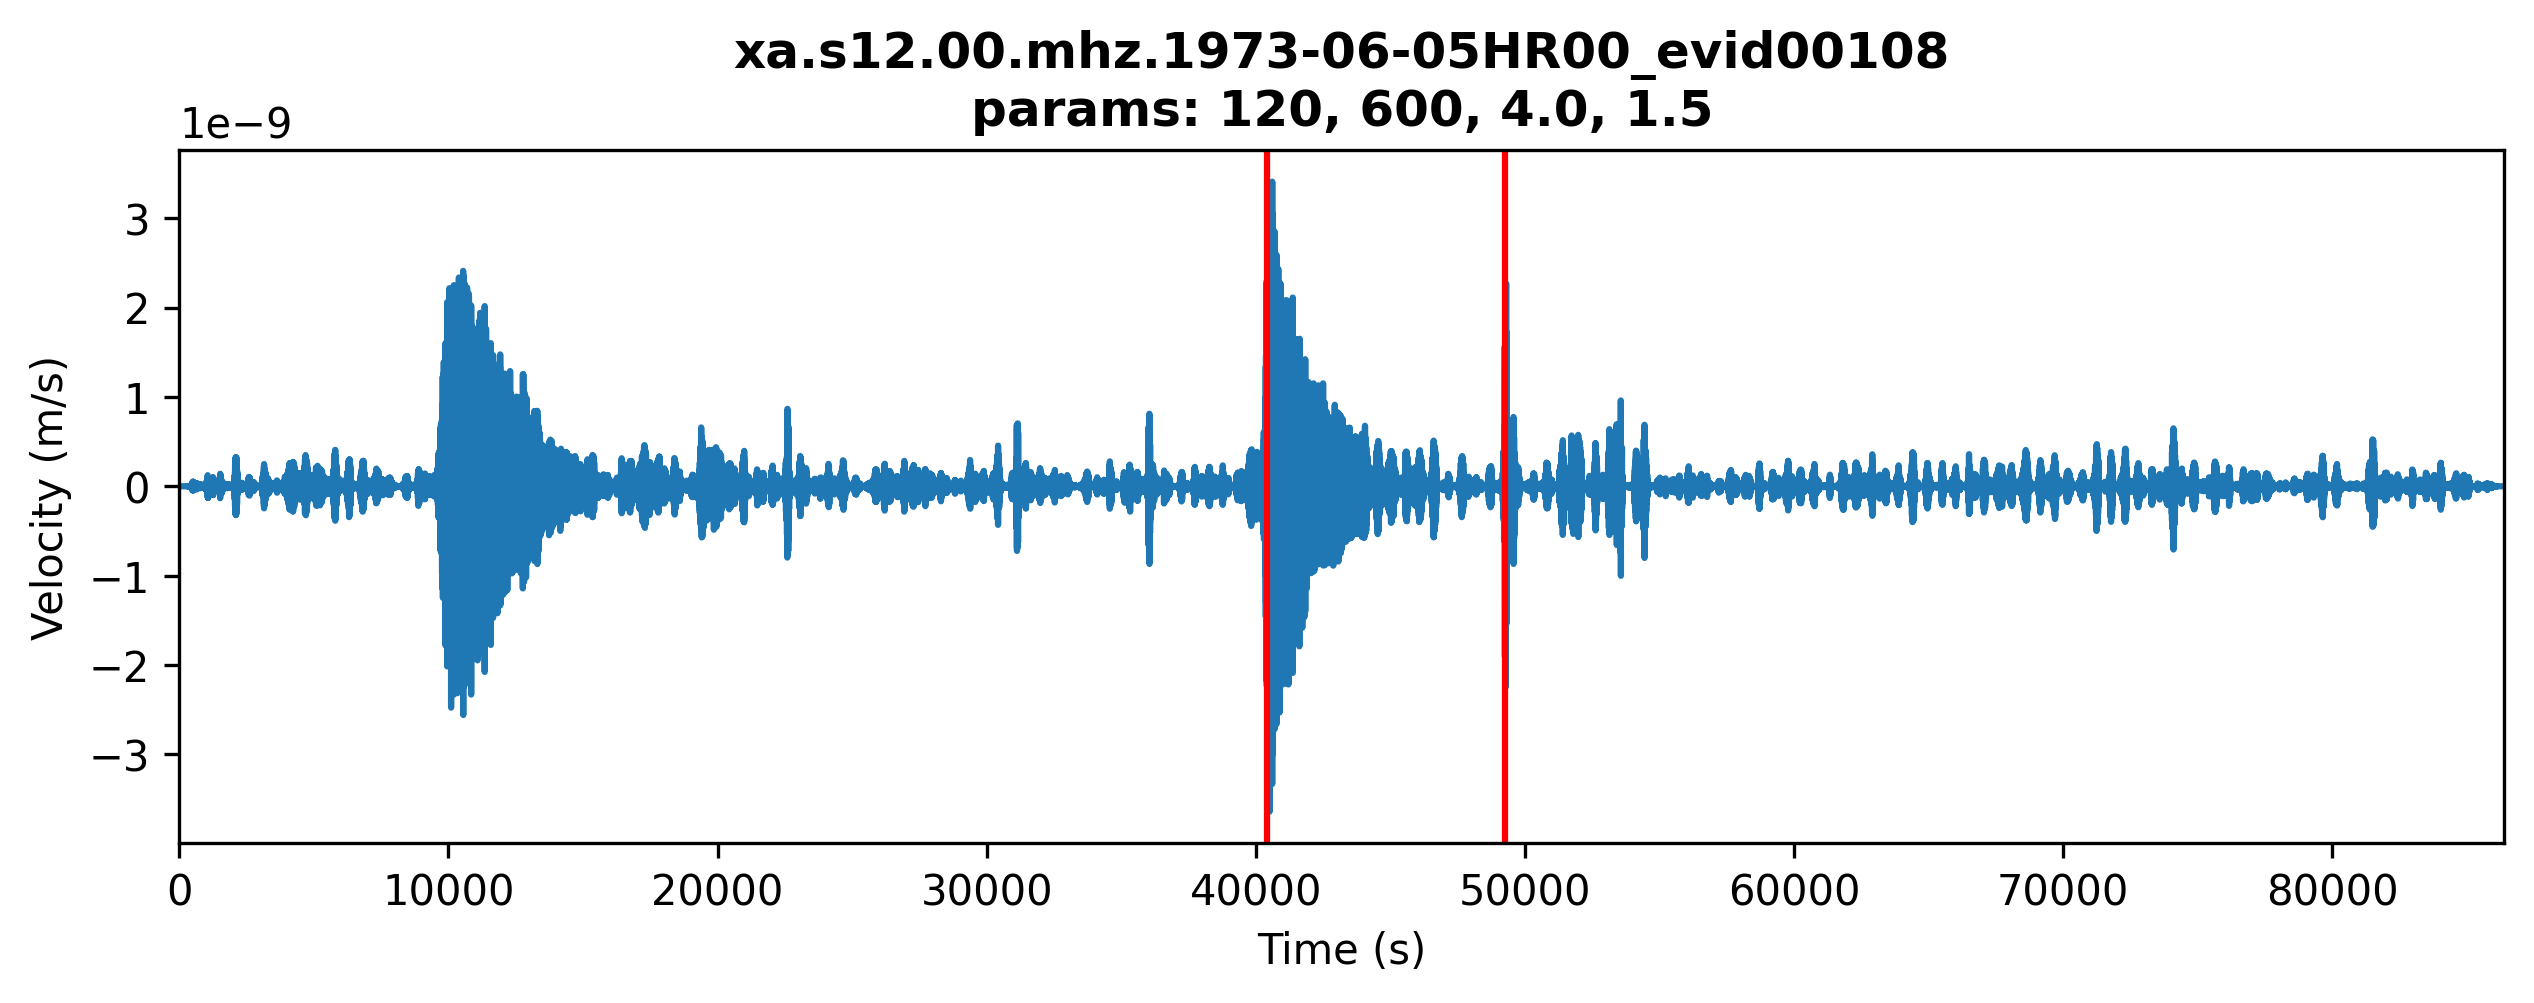 xa.s12.00.mhz.1973-06-05HR00_evid00108
params: 120, 600, 4.0, 1.5
1e−9
3
2
1
0
−1
−2
−3
Velocity (m/s)
0 10000 20000 30000 40000 50000 60000 70000 80000
Time (s)